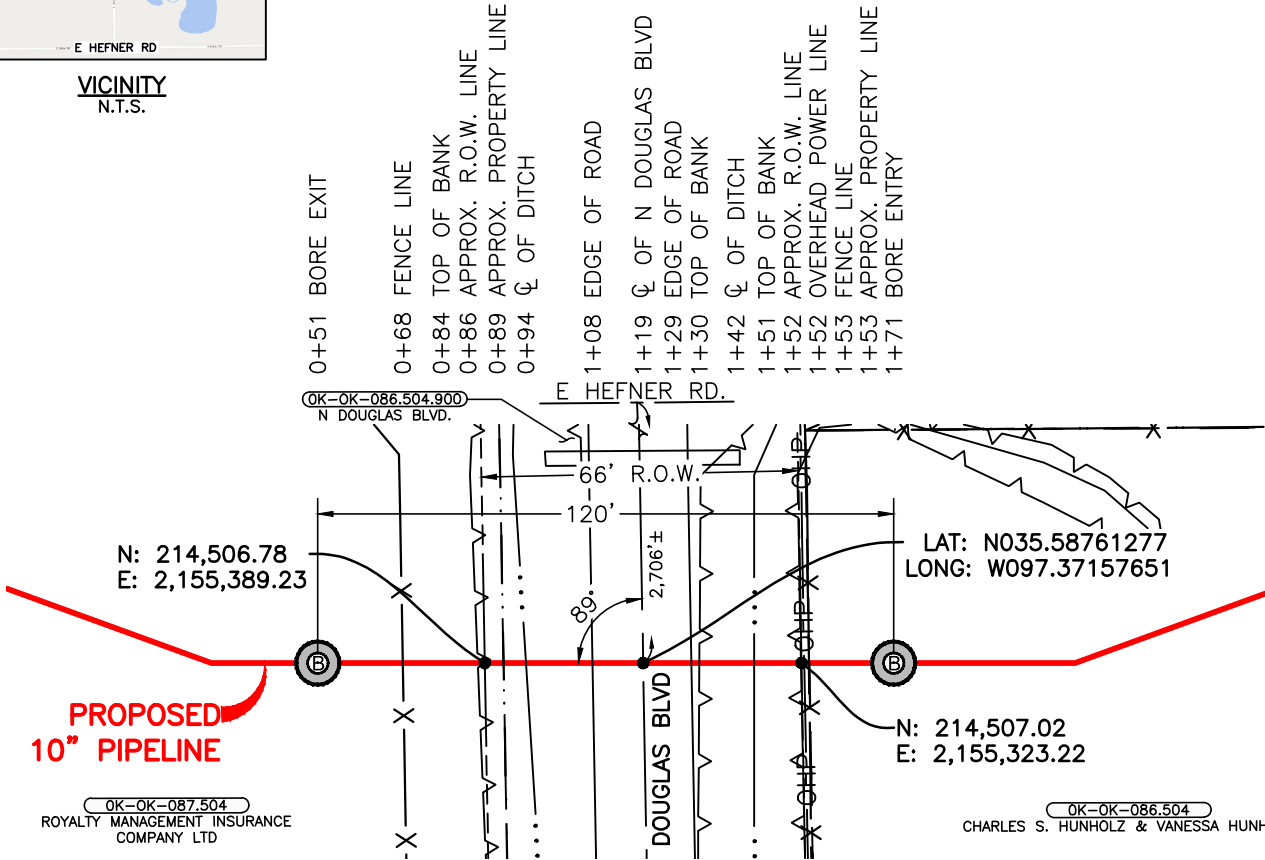 E HEFNER RD
VICINITY
N.T.S.
0+51 BORE EXIT
0+68 FENCE LINE
0+84 TOP OF BANK
0+86 APPROX. R.O.W. LINE
0+89 APPROX. PROPERTY LINE
0+94 ℄ OF DITCH
1+08 EDGE OF ROAD
1+19 ℄ OF N DOUGLAS BLVD
1+29 EDGE OF ROAD
1+30 TOP OF BANK
1+42 ℄ OF DITCH
1+51 TOP OF BANK
1+52 APPROX. R.O.W. LINE
1+52 OVERHEAD POWER LINE
1+53 FENCE LINE
1+53 APPROX. PROPERTY LINE
1+71 BORE ENTRY
OK-OK-086.504.900
N DOUGLAS BLVD.
E HEFNER RD.
66' R.O.W.
120'
2,706'±
89°
OHP
OHP
OHP
N: 214,506.78
E: 2,155,389.23
LAT: N035.58761277
LONG: W097.37157651
B
B
PROPOSED
10" PIPELINE
DOUGLAS BLVD
N: 214,507.02
E: 2,155,323.22
OK-OK-087.504
ROYALTY MANAGEMENT INSURANCE
COMPANY LTD
OK-OK-086.504
CHARLES S. HUNHOLZ & VANESSA HUNH